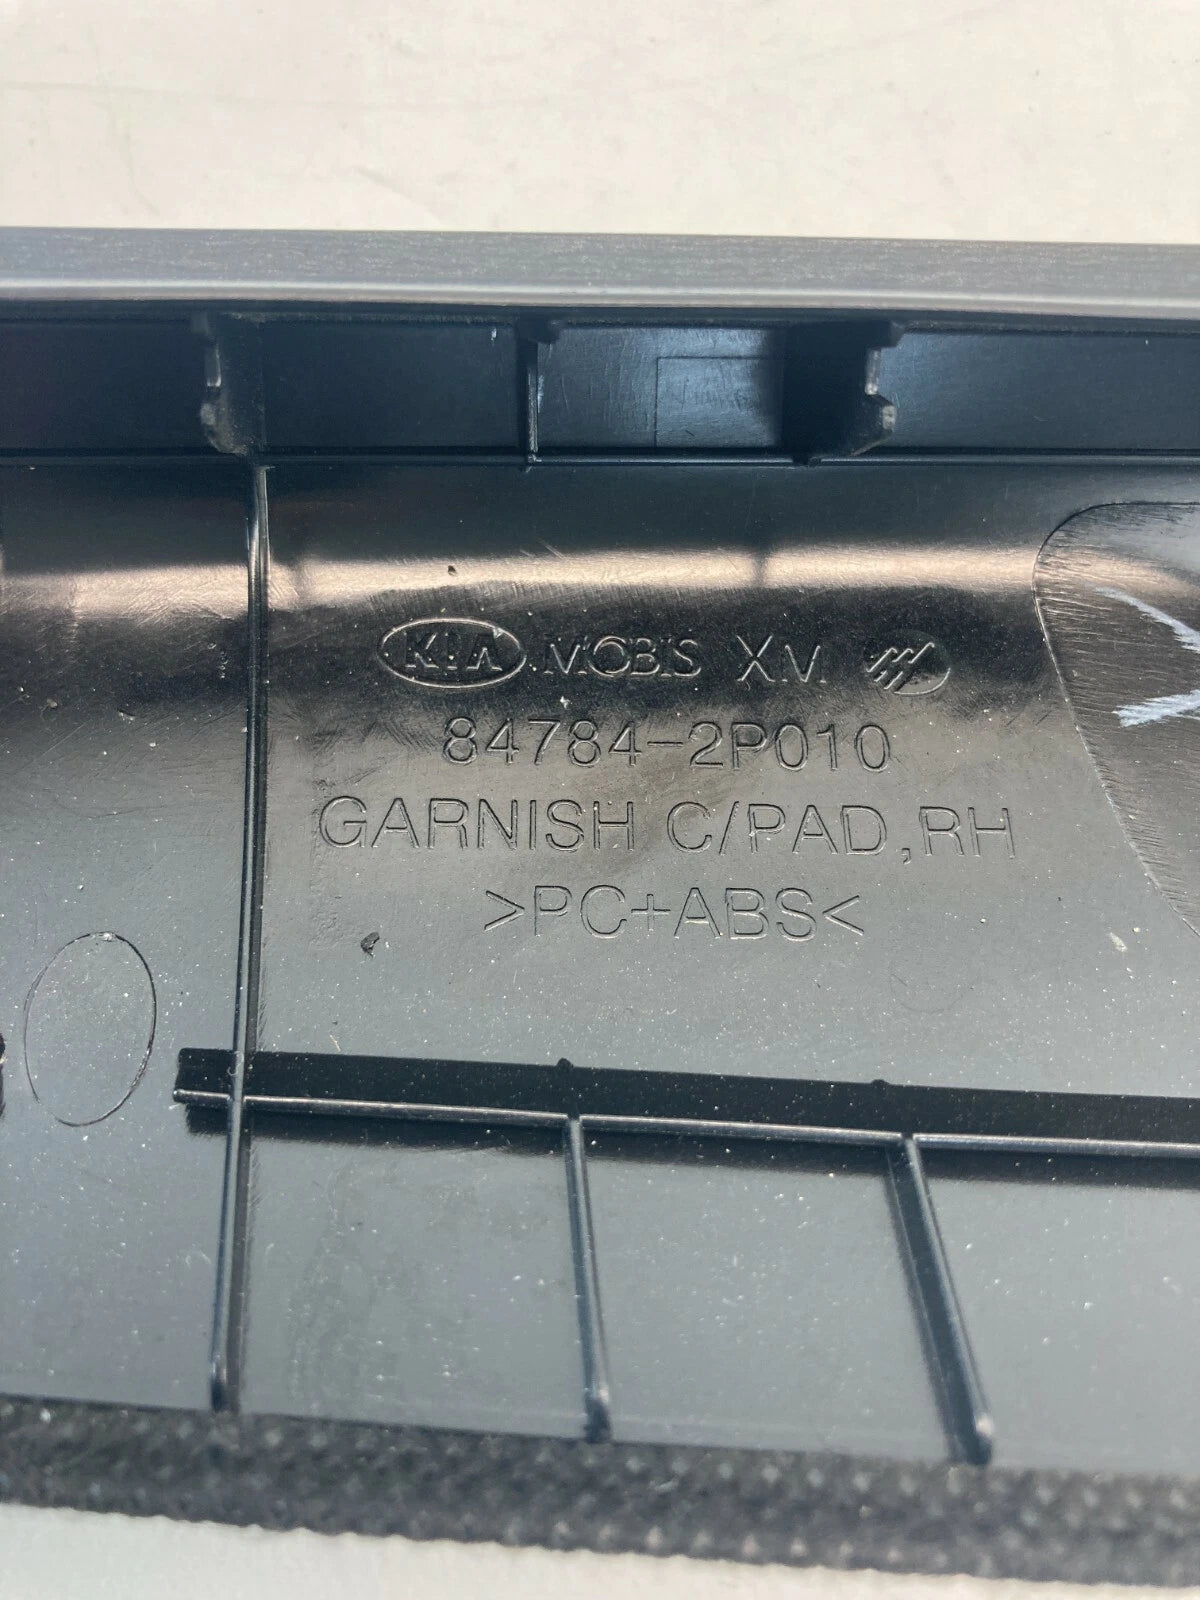 KIA MOBIS XM
84784-2P010
GARNISH C/PAD,RH
>PC+ABS<